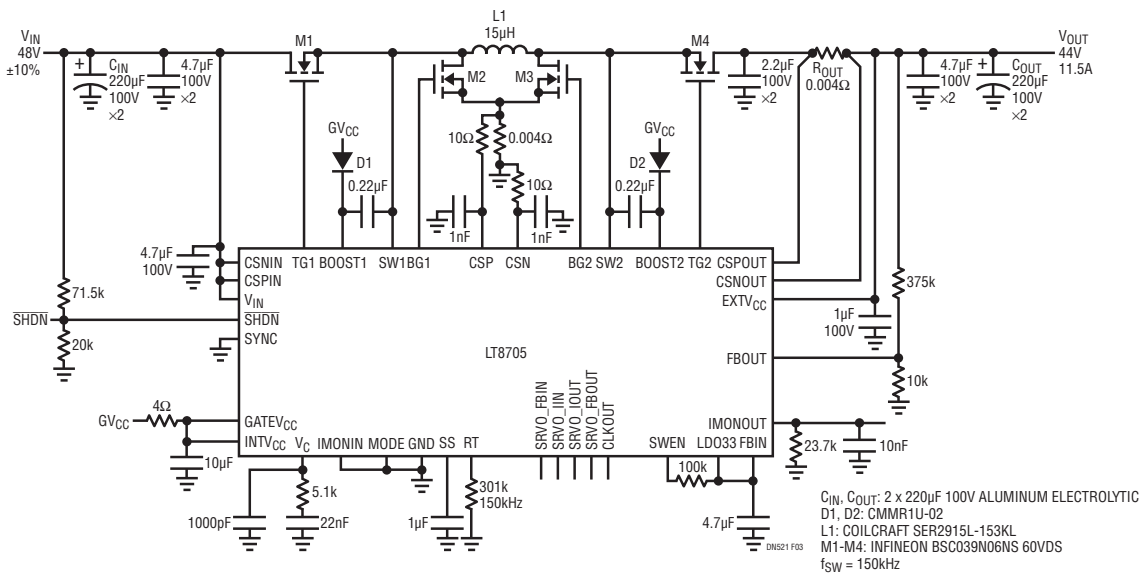 L1
15µH
VIN
48V
±10%
M1
M4
VOUT
44V
11.5A
+
CIN
220µF
100V
×2
4.7µF
100V
×2
M2
M3
2.2µF
100V
×2
ROUT
0.004Ω
4.7µF
100V
×2
+
COUT
220µF
100V
×2
GVCC
D1
0.22µF
10Ω
0.004Ω
10Ω
1nF
1nF
GVCC
D2
0.22µF
4.7µF
100V
71.5k
SHDN
20k
CSNIN
CSPIN
VIN
SHDN
SYNC
TG1
BOOST1
SW1
BG1
CSP
CSN
BG2
SW2
BOOST2
TG2
CSPOUT
CSNOUT
EXTVCC
375k
1µF
100V
LT8705
FBOUT
10k
GVCC
4Ω
GATEVCC
INTVCC
10µF
VC
IMONIN
MODE
GND
SS
RT
SRVO_FBIN
SRVO_IIN
SRVO_IOUT
SRVO_FBOUT
CLKOUT
SWEN
LDO33
FBIN
IMONOUT
23.7k
10nF
100k
1000pF
5.1k
22nF
1µF
301k
150kHz
4.7µF
DN521 F03
CIN, COUT: 2 x 220µF 100V ALUMINUM ELECTROLYTIC
D1, D2: CMMR1U-02
L1: COILCRAFT SER2915L-153KL
M1-M4: INFINEON BSC039N06NS 60VDS
fSW = 150kHz